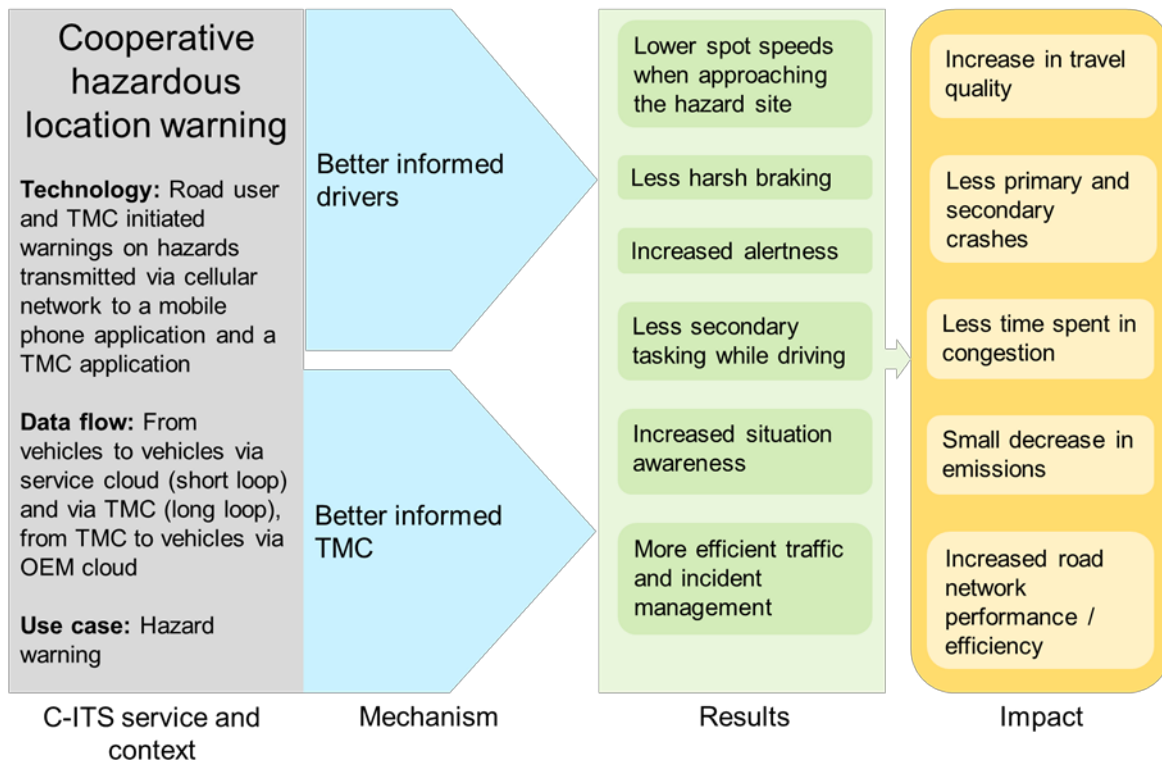 Cooperative
hazardous
location warning
Technology: Road user
and TMC initiated
warnings on hazards
transmitted via cellular
network to a mobile
phone application and a
TMC application
Data flow: From
vehicles to vehicles via
service cloud (short loop)
and via TMC (long loop),
from TMC to vehicles via
OEM cloud
Use case: Hazard
warning
C-ITS service and
context
Better informed
drivers
Better informed
TMC
Mechanism
Lower spot speeds
when approaching
the hazard site
Less harsh braking
Increased alertness
Less secondary
tasking while driving
Increased situation
awareness
More efficient traffic
and incident
management
Results
Increase in travel
quality
Less primary and
secondary
crashes
Less time spent in
congestion
Small decrease in
emissions
Increased road
network
performance /
efficiency
Impact